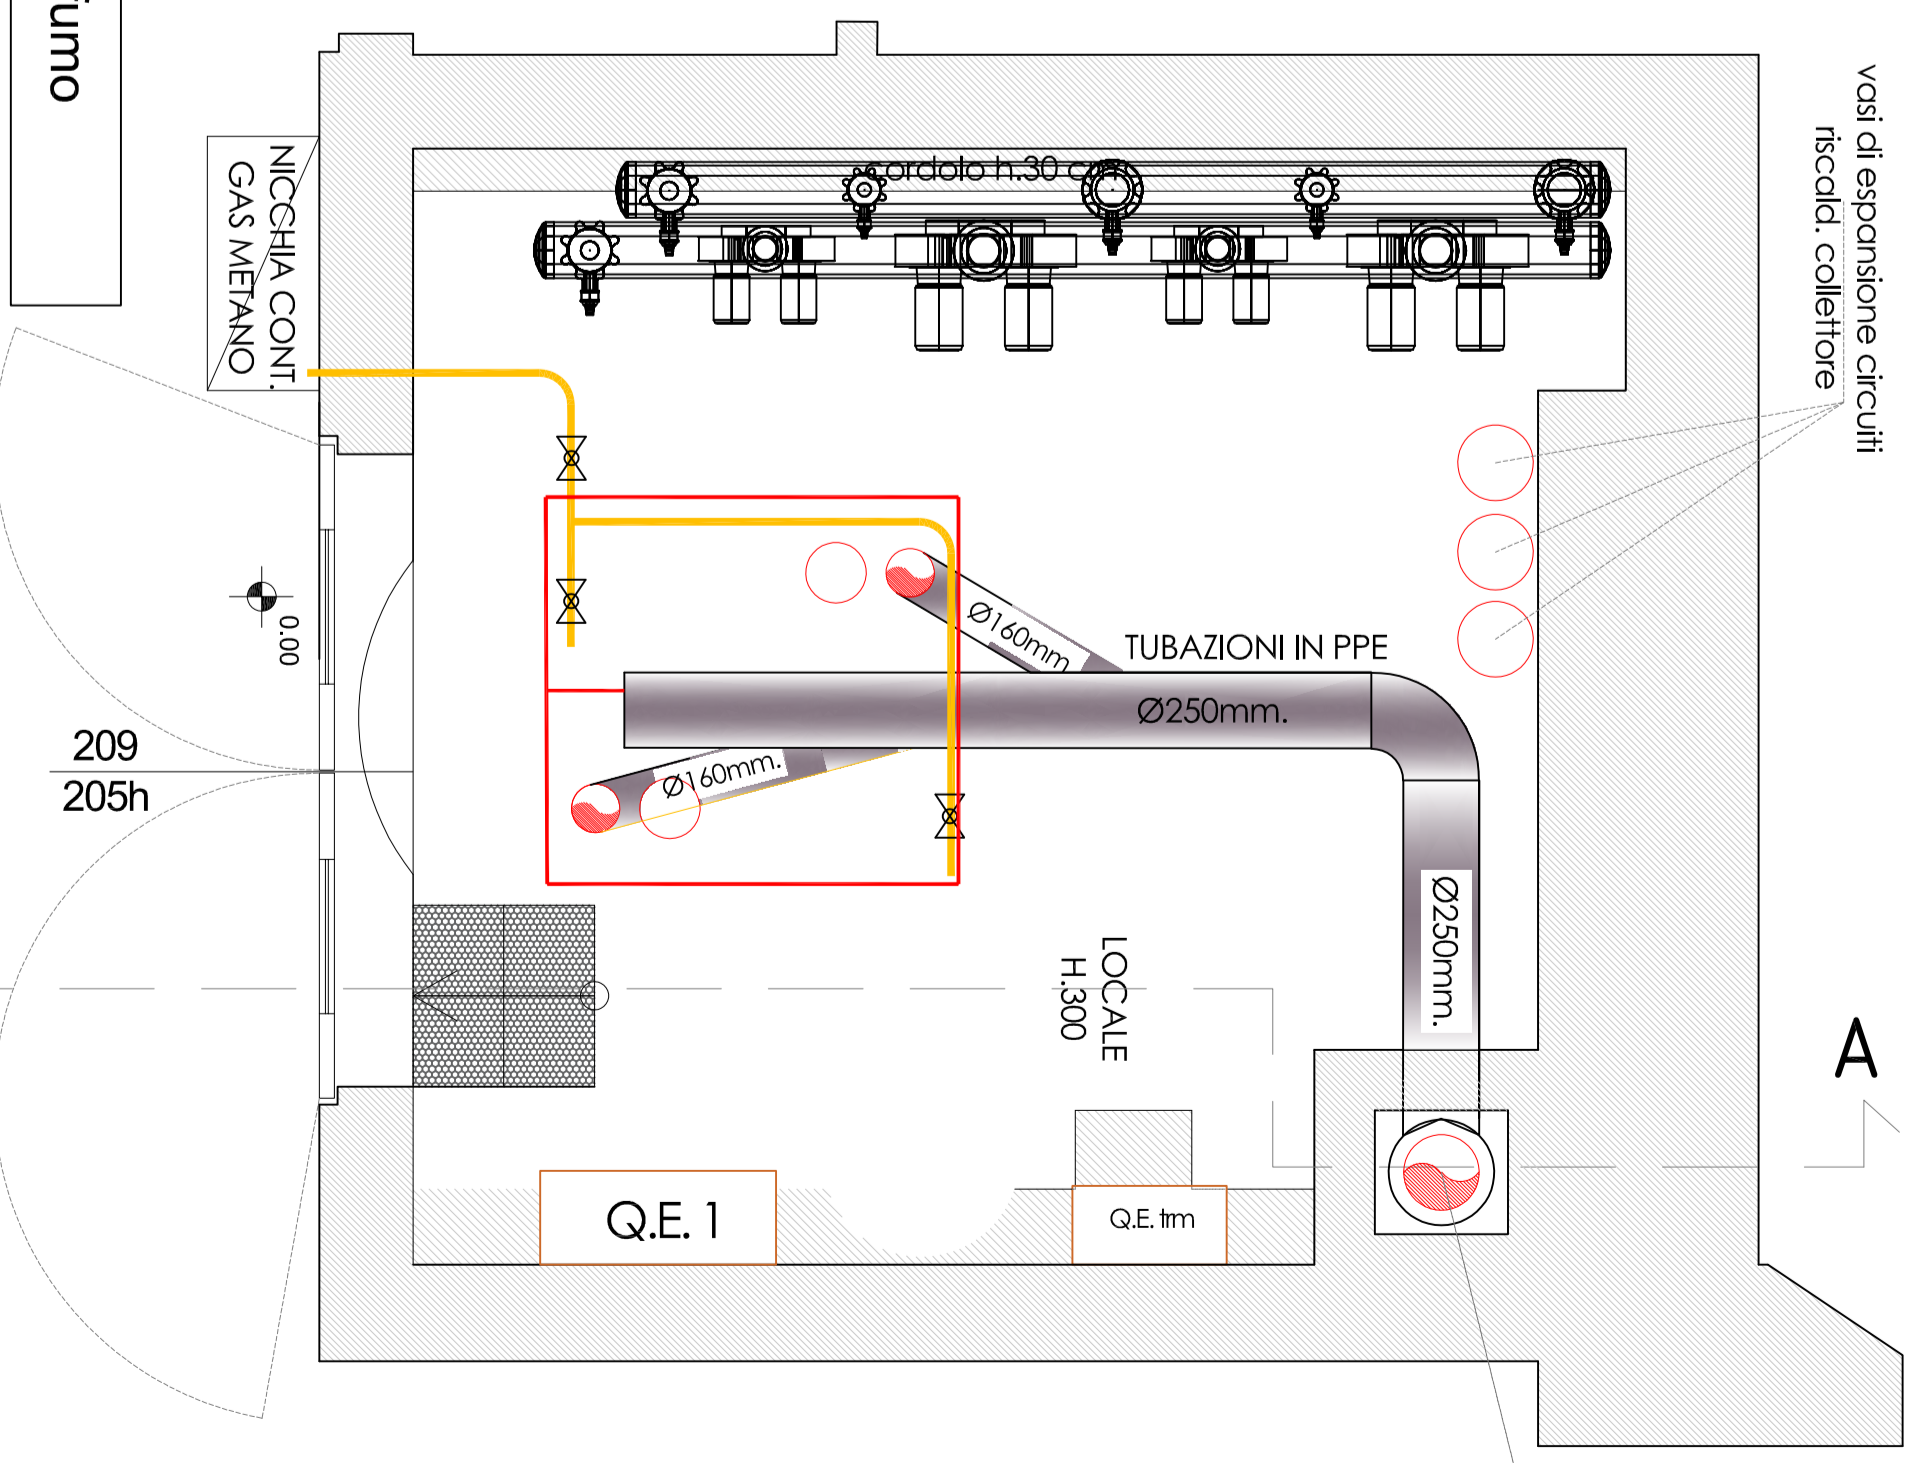 umo
NICCHIA CONT.
GAS METANO
cordolo h.30 c
vasi di espansione circuiti
riscald. collettore
0.00
209
205h
Ø160mm
TUBAZIONI IN PPE
Ø250mm.
Ø160mm.
Ø250mm.
LOCALE
H.300
A
Q.E. 1
Q.E. trm